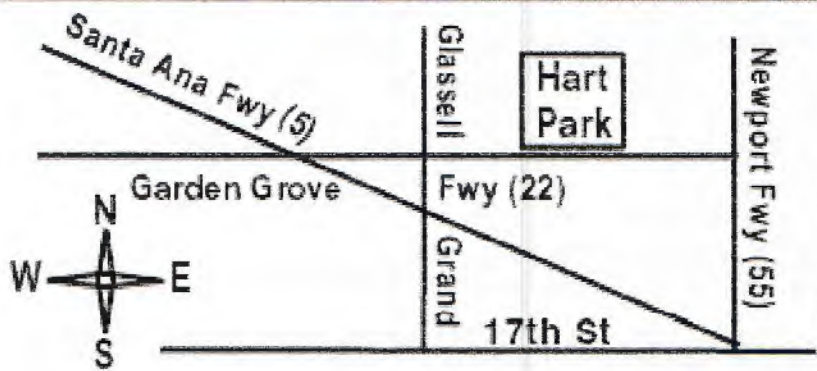 Santa Ana Fwy (5)
Glassell
Hart
Park
Newport Fwy (55)
Garden Grove Fwy (22)
N
W E
S
Grand
17th St